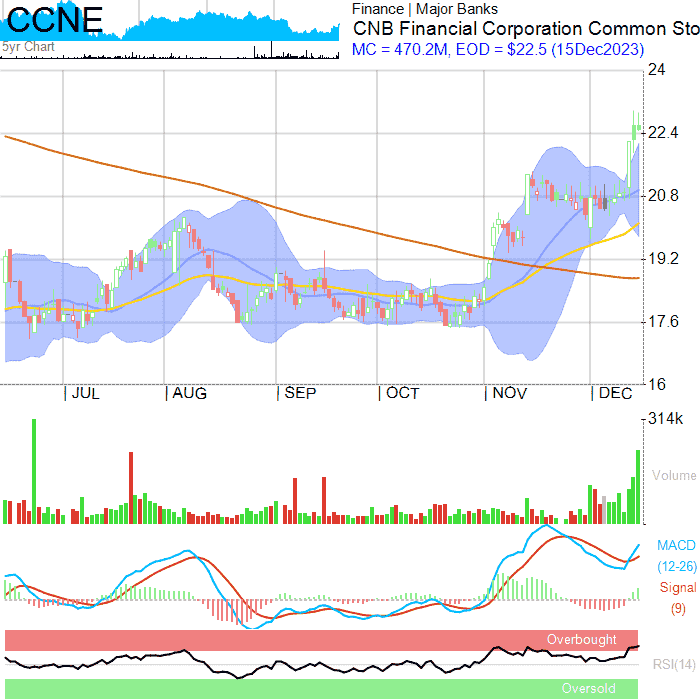 CCNE
Finance | Major Banks
CNB Financial Corporation Common Sto
5yr Chart
MC = 470.2M, EOD = $22.5 (15Dec2023)
24
22.4
20.8
19.2
17.6
16
| JUL | AUG | SEP | OCT | NOV | DEC
314k
Volume
MACD
(12-26)
Signal
(9)
Overbought
RSI(14)
Oversold